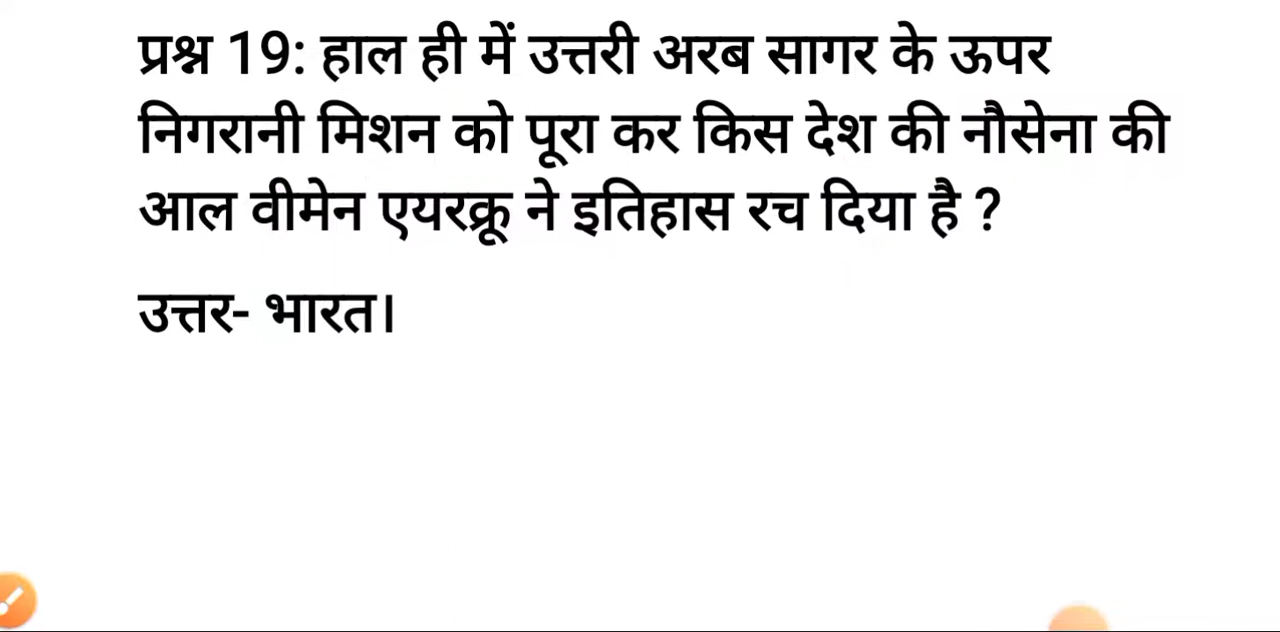 प्रश्न 19: हाल ही में उत्तरी अरब सागर के ऊपर
निगरानी मिशन को पूरा कर किस देश की नौसेना की
आल वीमेन एयरक्रू ने इतिहास रच दिया है ?
उत्तर- भारत।